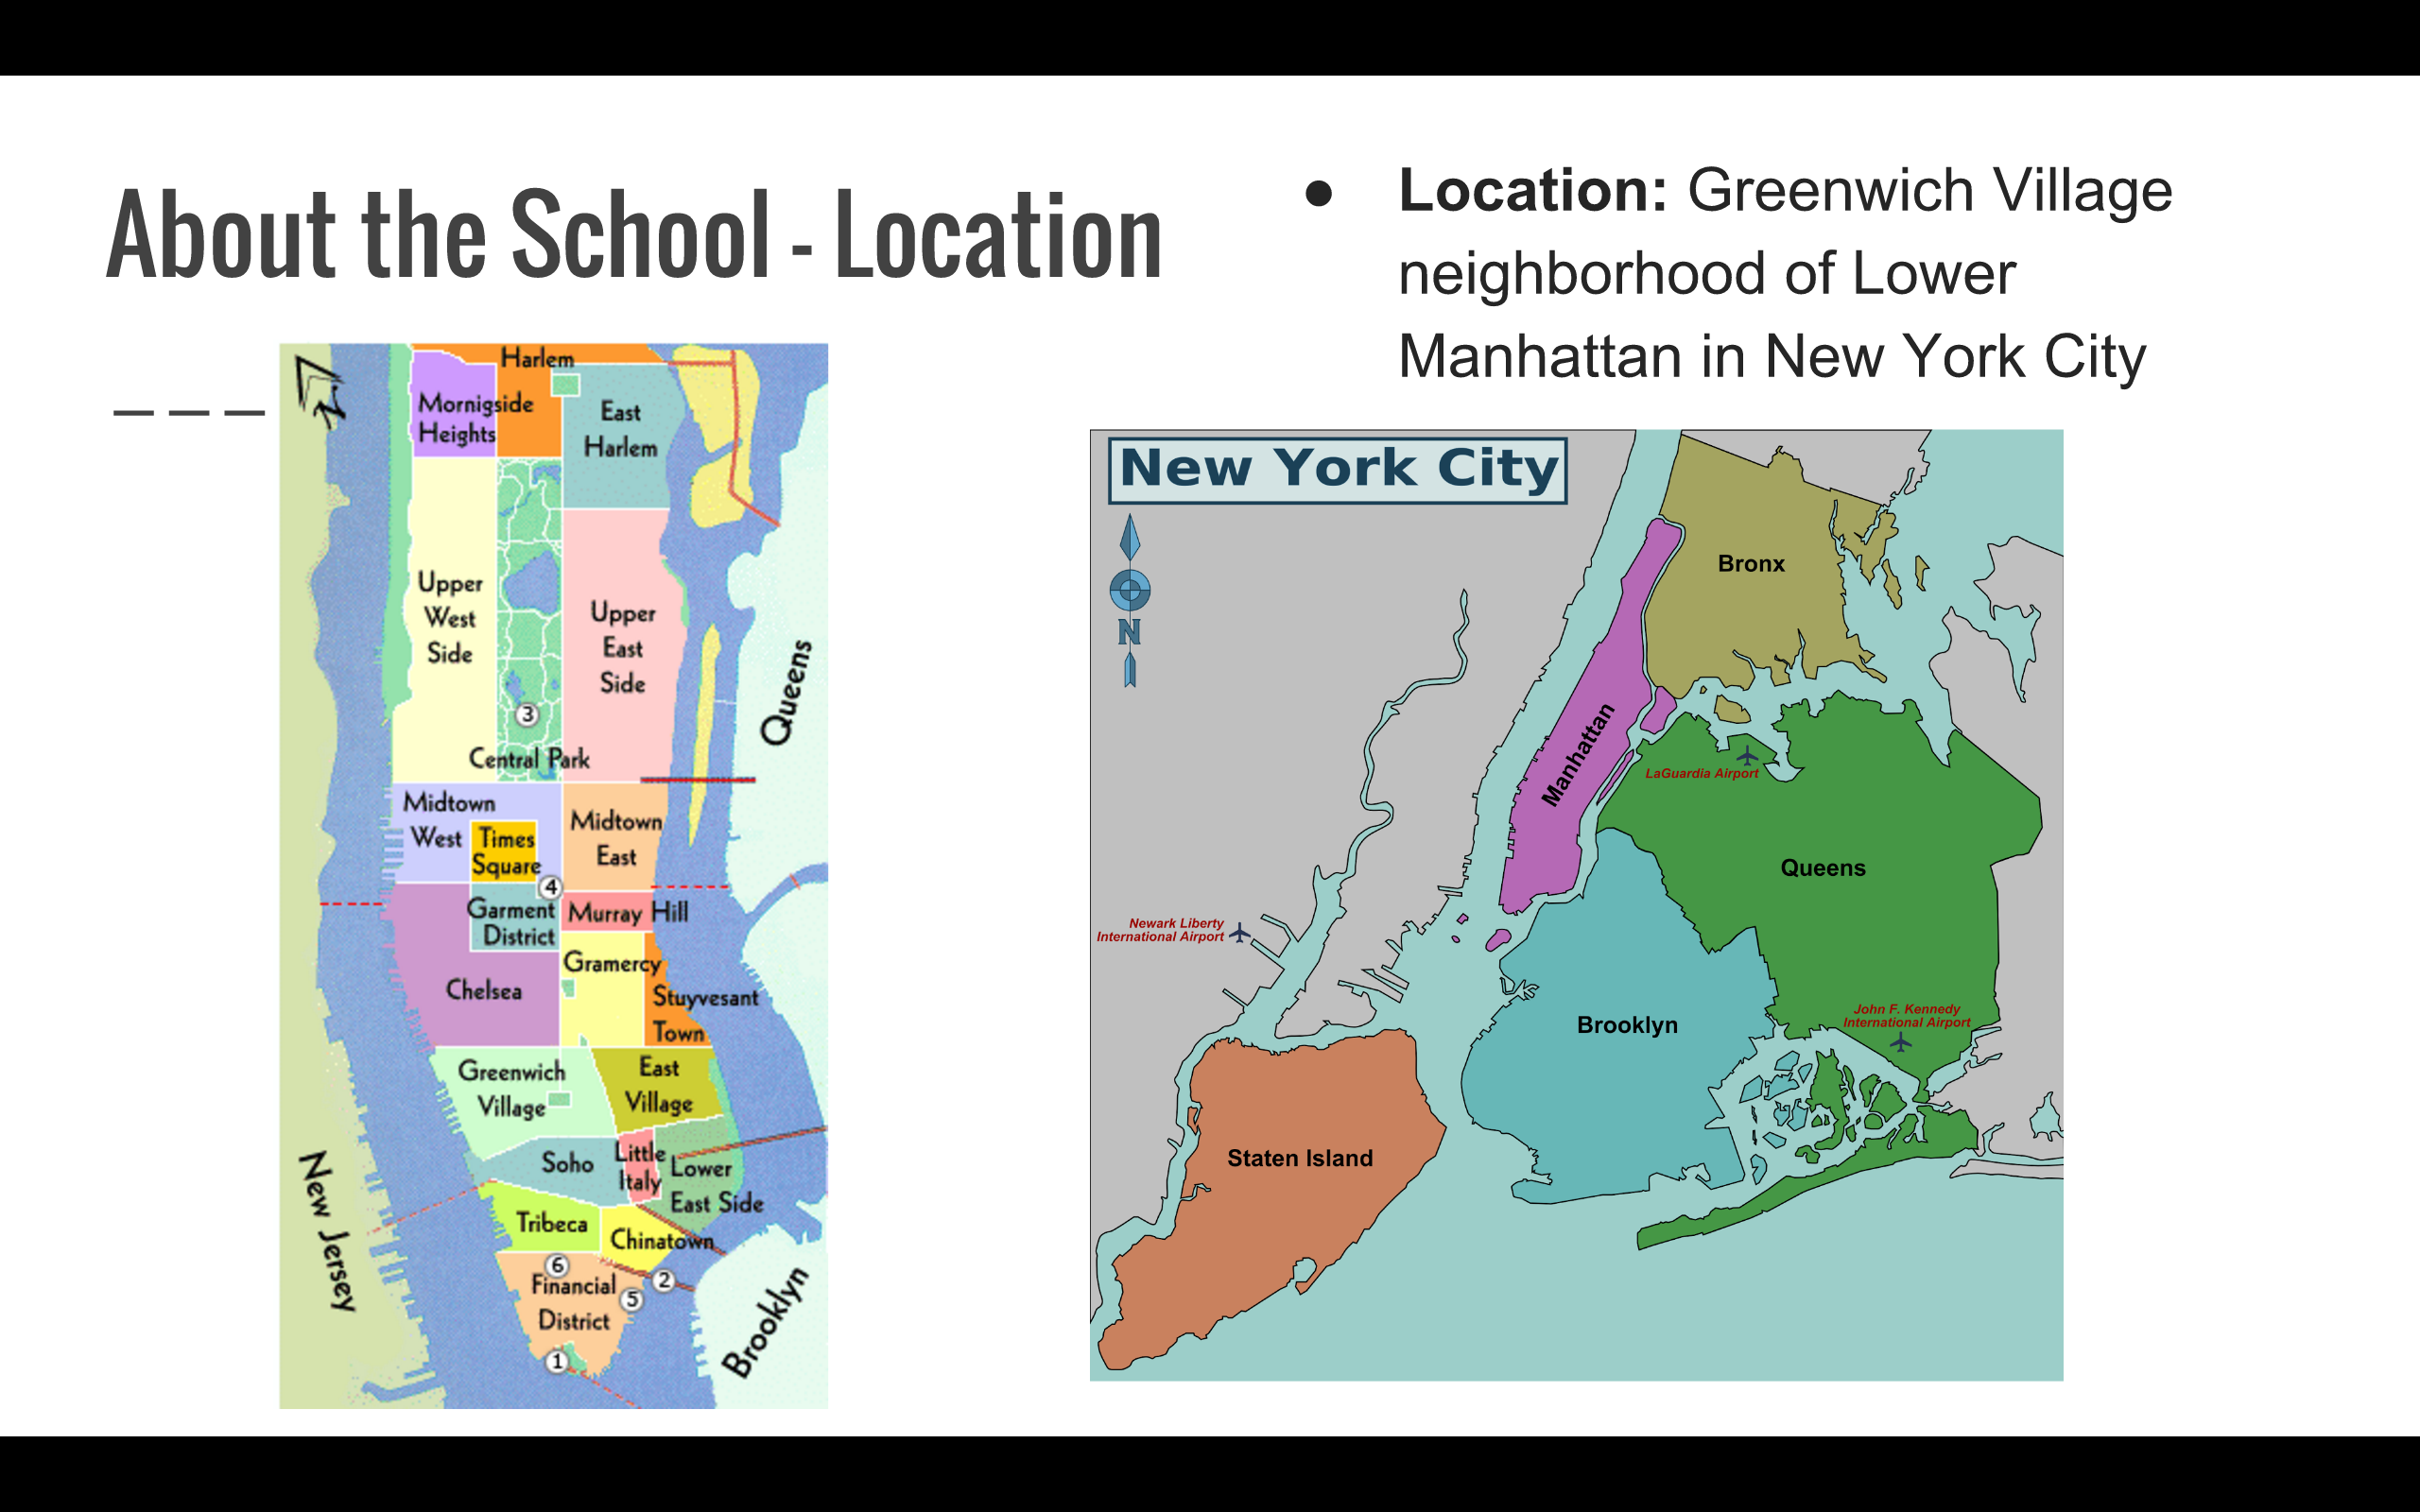 About the School - Location
● Location: Greenwich Village
neighborhood of Lower
Manhattan in New York City
N
Harlem
Mornigside
Heights
East
Harlem
Upper
West
Side
Upper
East
Side
3
Central Park
Queens
Midtown
West
Times
Square
Midtown
East
4
Garment
District
Murray Hill
Gramercy
Chelsea
Stuyvesant
Town
Greenwich
Village
East
Village
Soho
Little
Italy
Lower
East Side
Tribeca
Chinatown
6
Financial
District
2
5
1
New Jersey
Brooklyn
New York City
N
Bronx
Manhattan
LaGuardia Airport
Queens
Newark Liberty
International Airport
John F. Kennedy
International Airport
Brooklyn
Staten Island